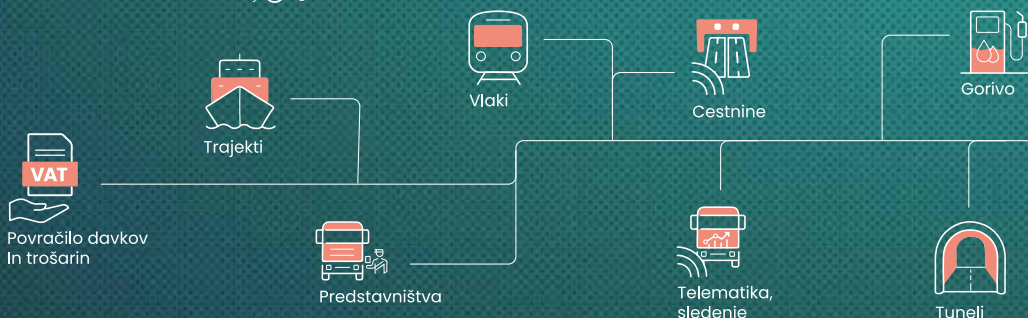 Vlaki
Cestnine
Gorivo
Trajekti
VAT
Povračilo davkov
In trošarin
Predstavništva
Telematika,
sledenje
Tuneli